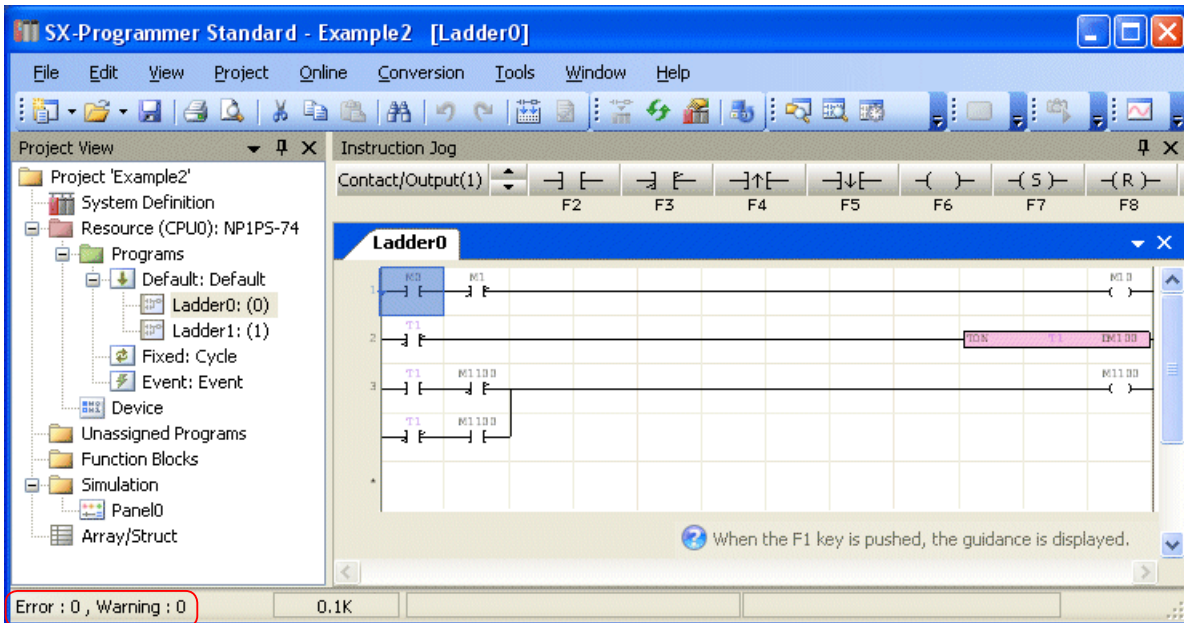 SX-Programmer Standard - Example2 [Ladder0]
File Edit View Project Online Conversion Tools Window Help
Project View
Instruction Jog
Project 'Example2'
System Definition
Resource (CPU0): NP1PS-74
Programs
Default: Default
Ladder0: (0)
Ladder1: (1)
Fixed: Cycle
Event: Event
Device
Unassigned Programs
Function Blocks
Simulation
Panel0
Array/Struct
Contact/Output(1)
F2 F3 F4 F5 F6 F7 F8
Ladder0
1 M0 M1 M10
2 T1 TON T1 IM100
3 T1 M1100 M1100
T1 M1100
*
When the F1 key is pushed, the guidance is displayed.
Error : 0 , Warning : 0 0.1K